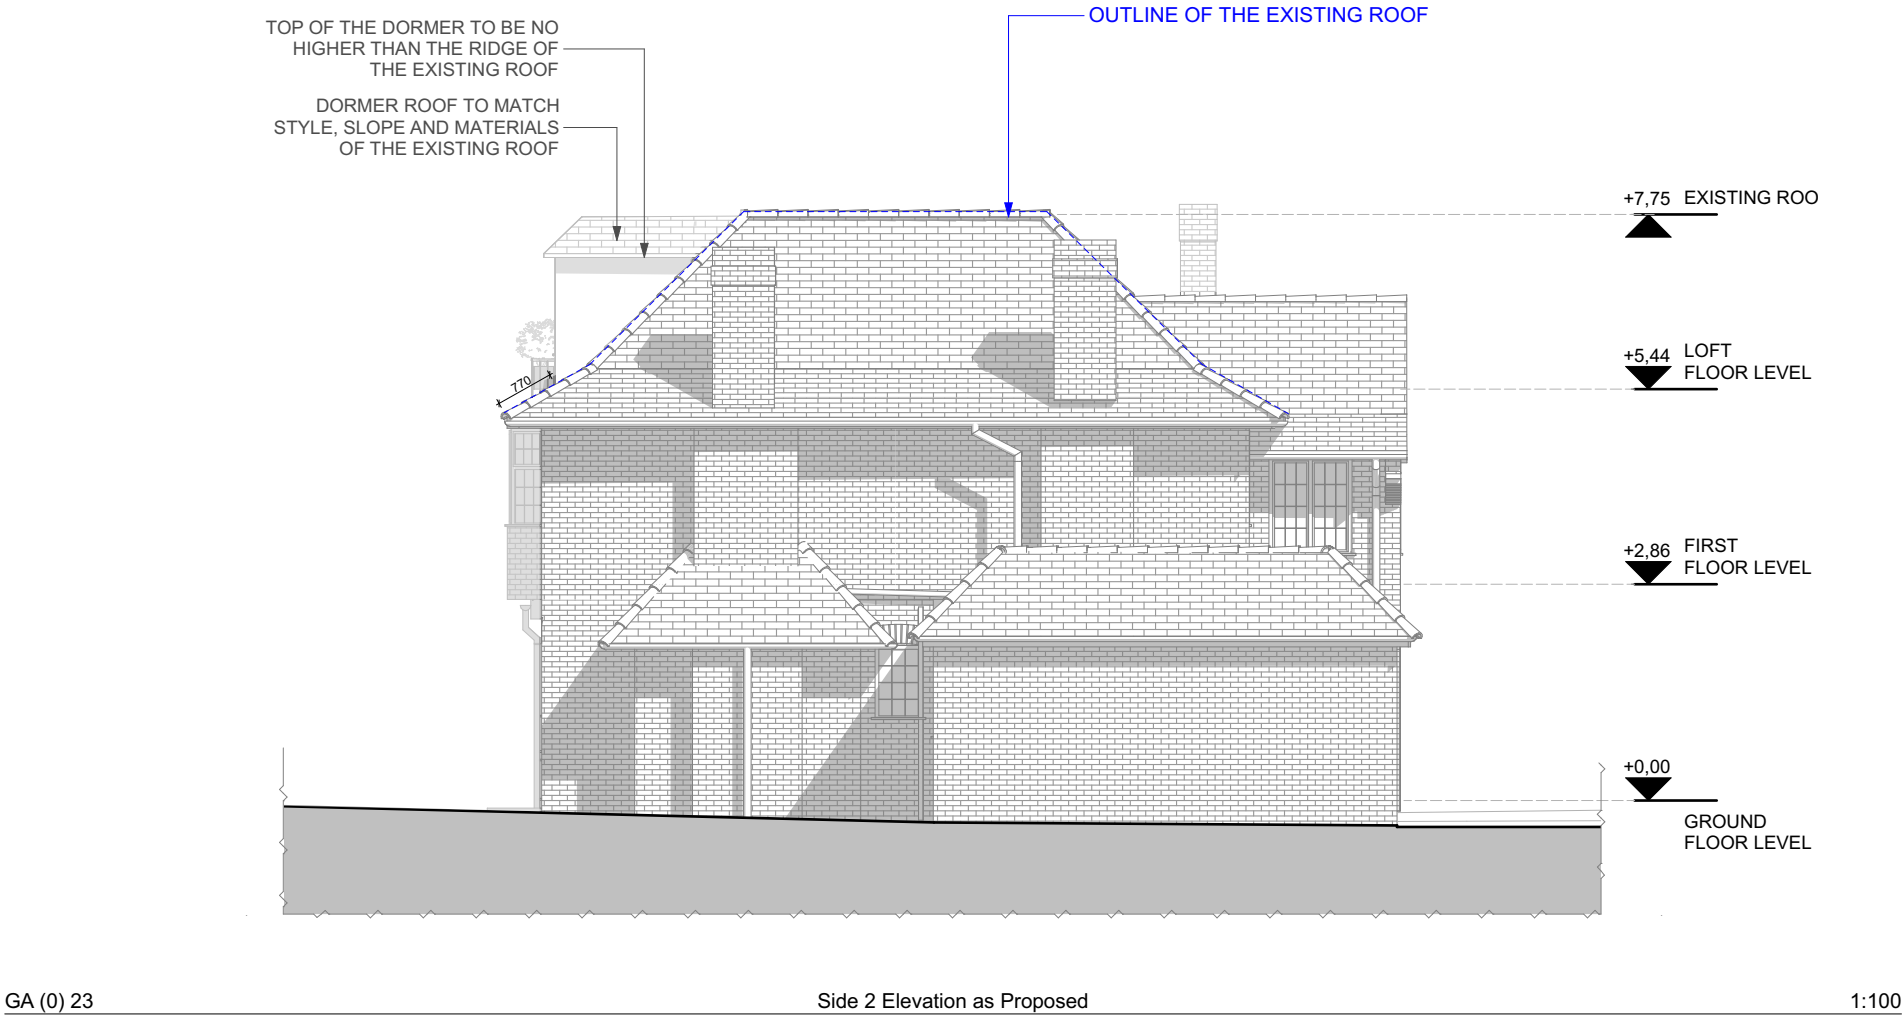 OUTLINE OF THE EXISTING ROOF
TOP OF THE DORMER TO BE NO
HIGHER THAN THE RIDGE OF
THE EXISTING ROOF
DORMER ROOF TO MATCH
STYLE, SLOPE AND MATERIALS
OF THE EXISTING ROOF
+7,75 EXISTING ROO
+5,44 LOFT
FLOOR LEVEL
770
+2,86 FIRST
FLOOR LEVEL
+0,00
GROUND
FLOOR LEVEL
GA (0) 23
Side 2 Elevation as Proposed
1:100